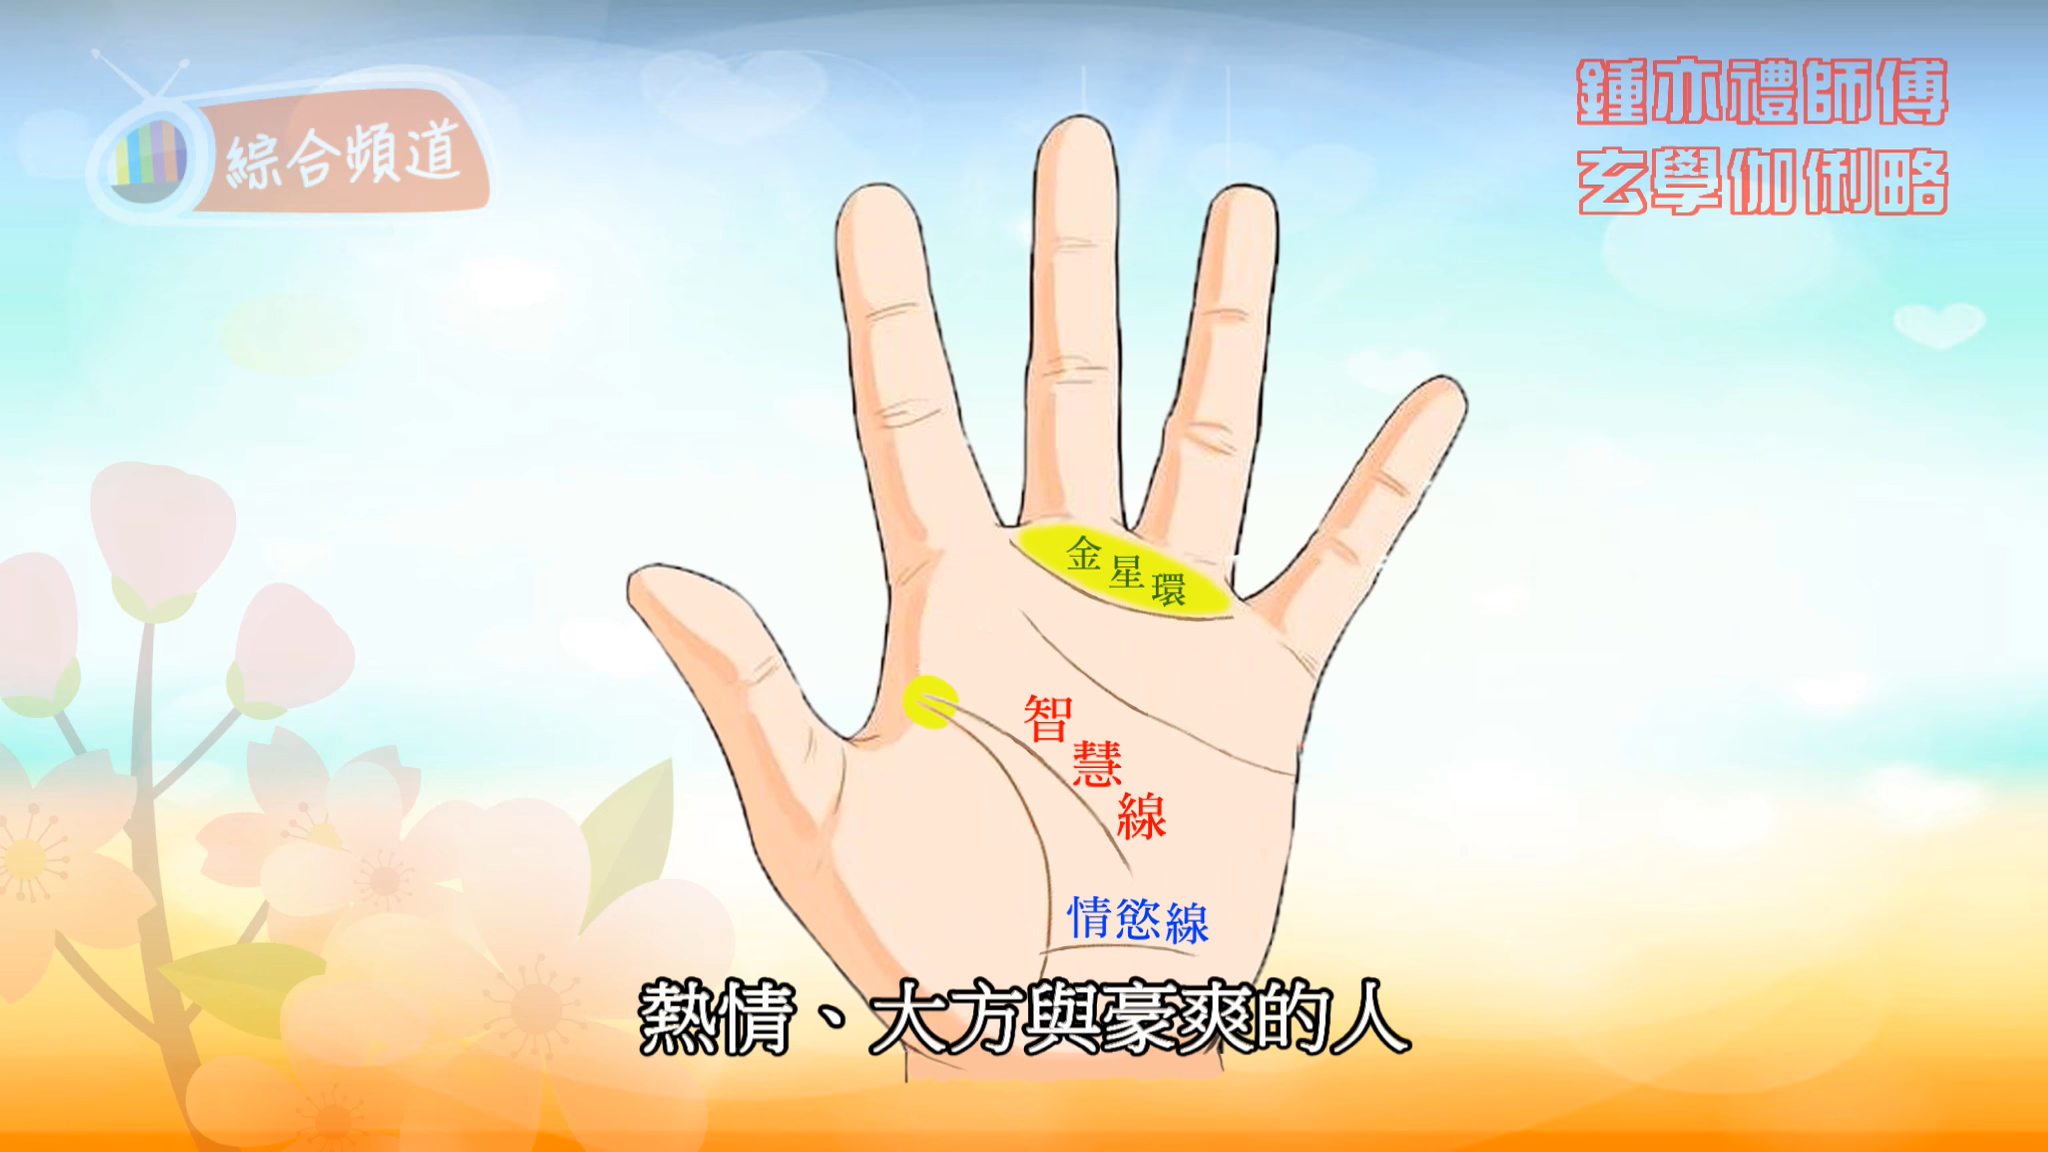 綜合頻道
鍾亦禮師傅
玄學伽俐略
金星環
智慧線
情慾線
熱情、大方與豪爽的人